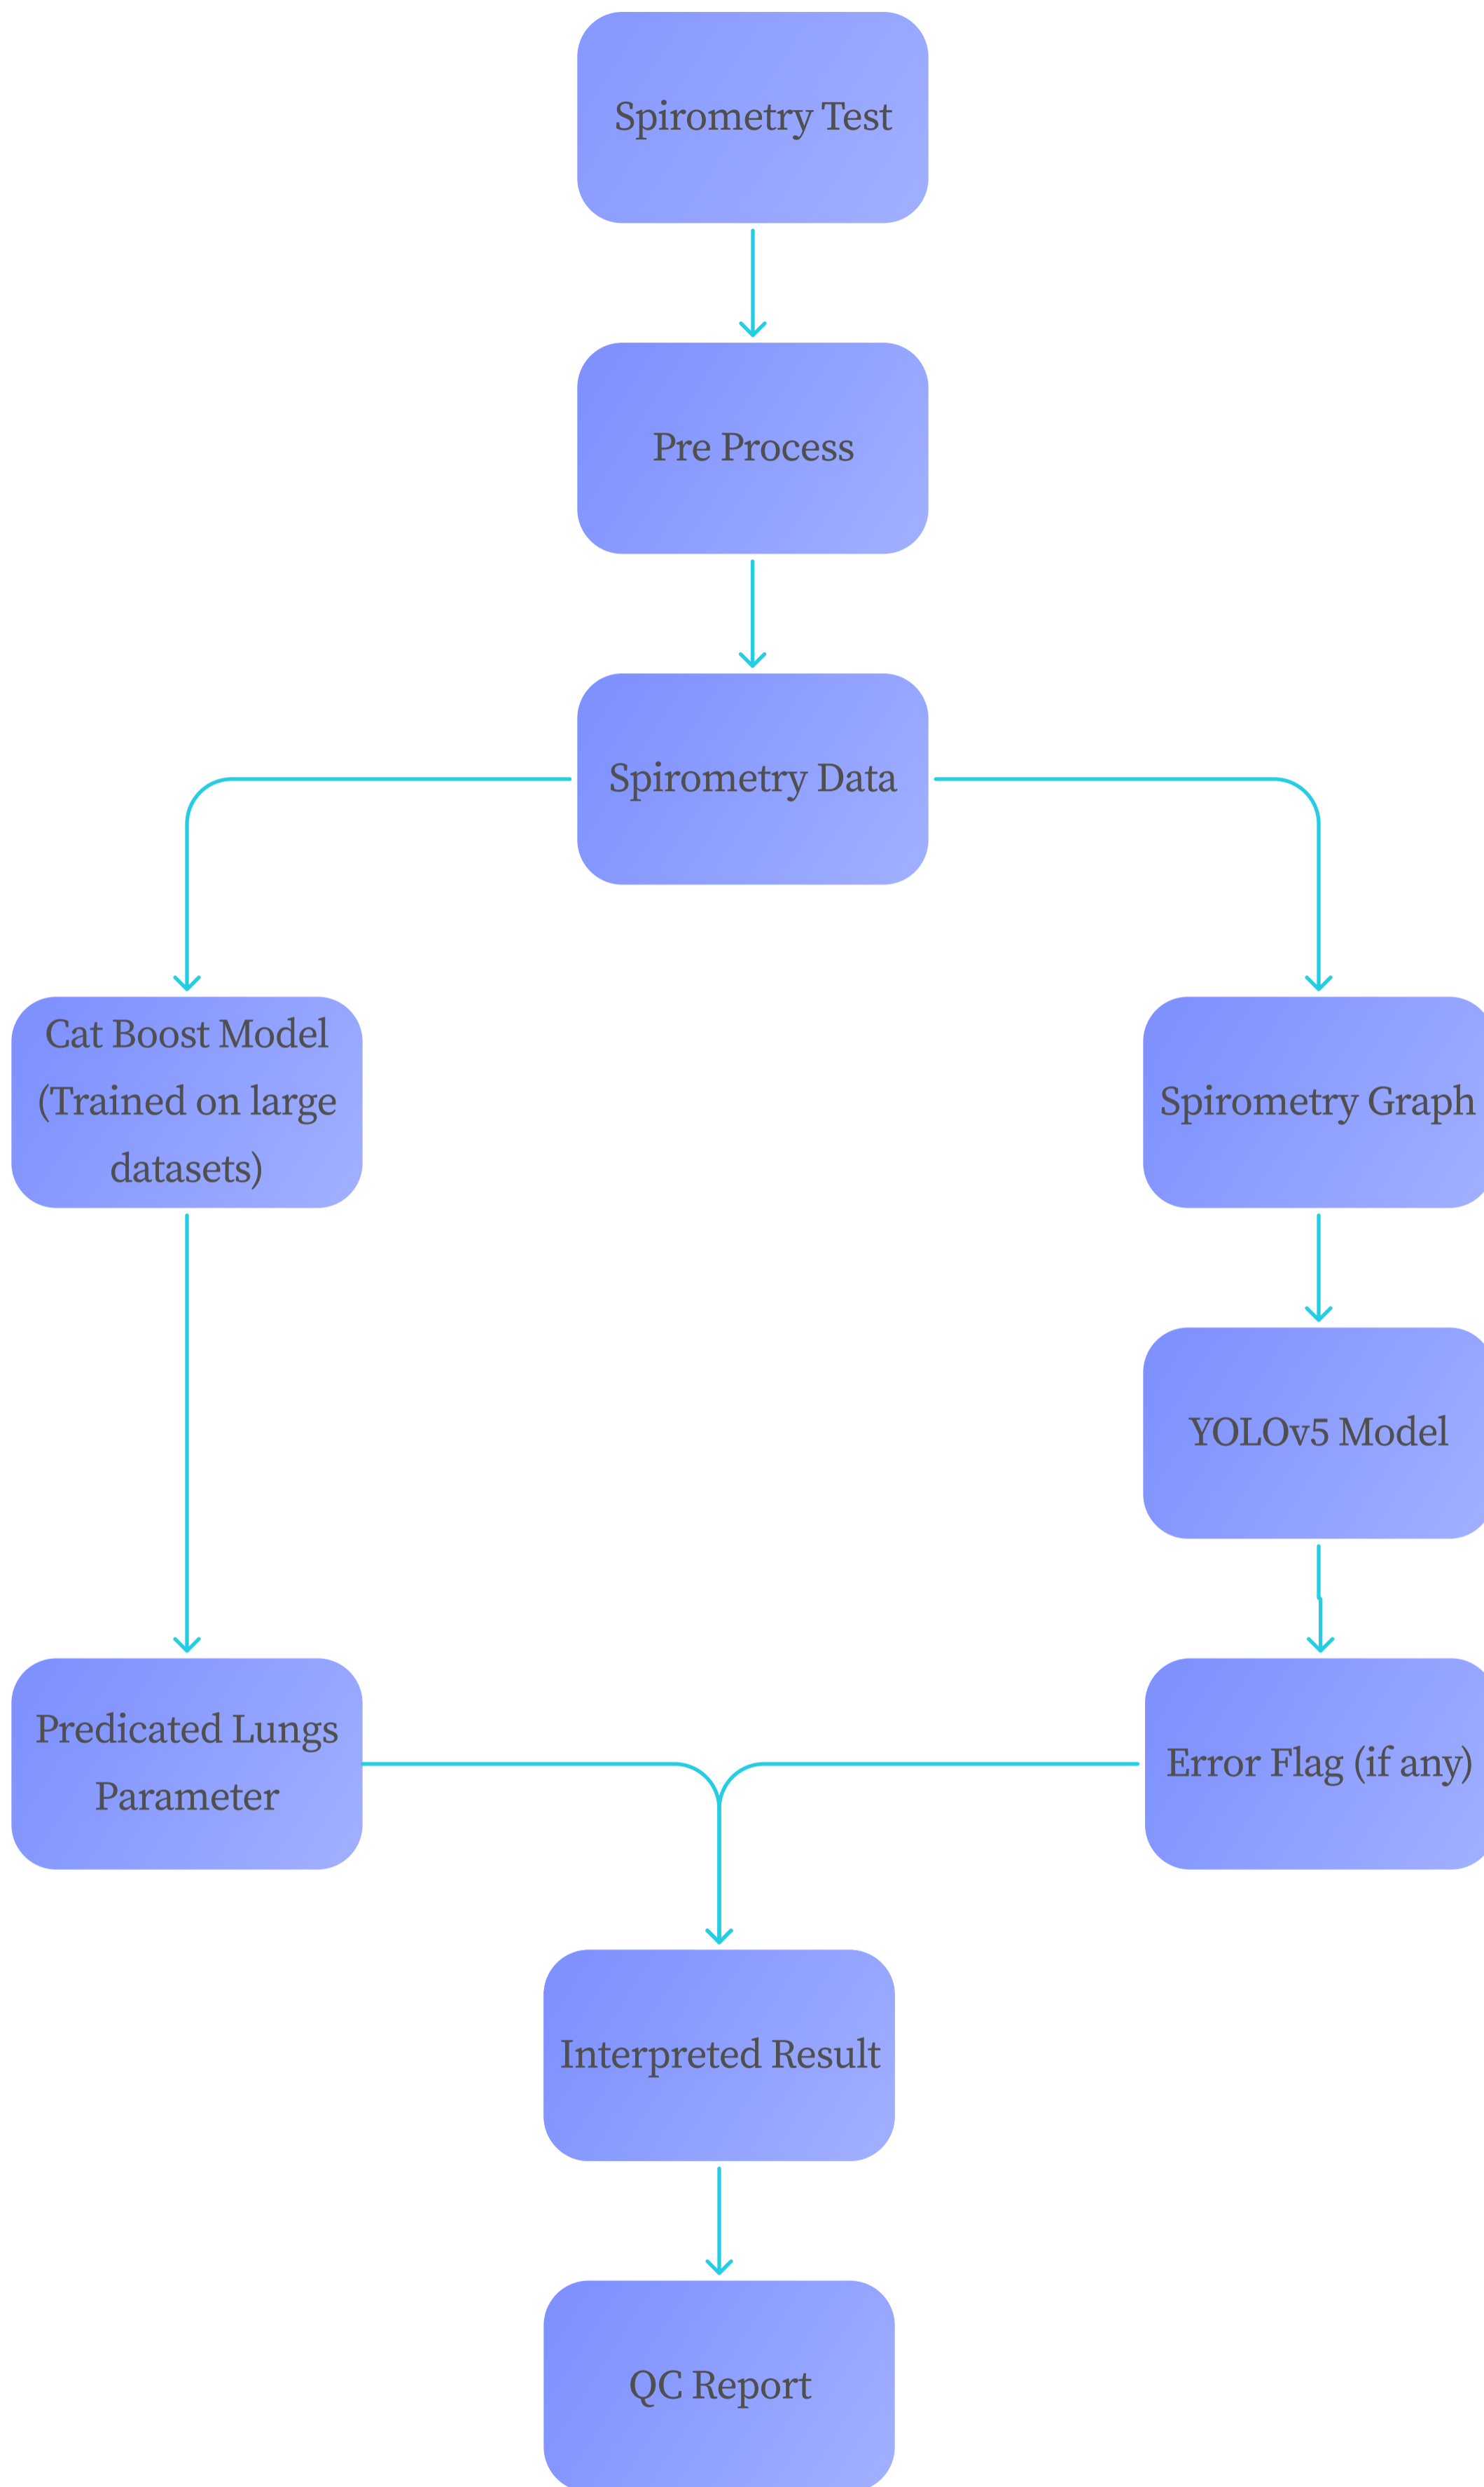 Spirometry Test
Pre Process
Spirometry Data
Cat Boost Model
(Trained on large
datasets)
Spirometry Graph
YOLOv5 Model
Predicated Lungs
Parameter
Error Flag (if any)
Interpreted Result
QC Report